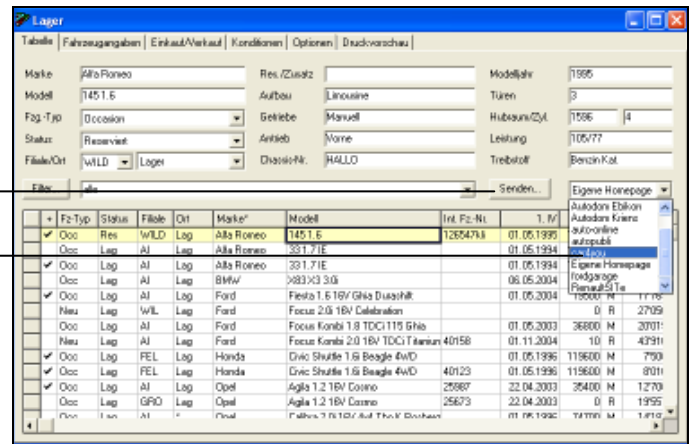 Lager
Tabelle Fahrzeugangaben Einkauf/Verkauf Konditionen Optionen Druckvorschau
Marke Alfa Romeo Res./Zusatz Modelljahr 1995
Modell 145 1.6 Aufbau Limousine Türen 3
Fzg.-Typ Occasion Getriebe Manuell Hubraum/Zyl. 1596 4
Status Reserviert Antrieb Vorne Leistung 105/77
Filiale/Ort WILD Lager Chassis-Nr. HALLO Treibstoff Benzin Kat.
Filter... alle Senden... Eigene Homepage
Autodorn Ebikon
Autodorn Kriens
auto-online
autopubli
Eigene Homepage
fordgarage
RenaultSITe
+ Fz-Typ Status Filiale Ort Marke* Modell Int. Fz.-Nr. 1. IV
Occ Res WILD Lag Alfa Romeo 145 1.6 01.05.1995
Occ Lag AI Lag Alfa Romeo 33 1.7 IE 01.05.1994
Occ Lag AI Lag Alfa Romeo 33 1.7 IE 01.05.1994
Occ Lag AI Lag BMW 06.05.2004
Occ Lag AI Lag Ford Fiesta 1.6 16V Ghia 01.05.2004 19500 M
Neu Lag WIL Lag Ford Focus 2.0i 16V Celebration 0 R
Occ Lag AI Lag Ford Focus Kombi 1.8 TDCi 115 Ghia 01.05.2003 36800 M
Neu Lag AI Lag Ford Focus Kombi 2.0 16V TDCi Titanium 40158 01.11.2004 10 R
Occ Lag FEL Lag Honda Civic Shuttle 1.6i Beagle 4WD 01.05.1996 119600 M
Occ Lag FEL Lag Honda Civic Shuttle 1.6i Beagle 4WD 40123 01.05.1996 119600 M
Occ Lag AI Lag Opel Agila 1.2 16V Cosmo 25987 22.04.2003 35400 M
Occ Lag GRO Lag Opel Agila 1.2 16V Cosmo 25673 22.04.2003 0 R